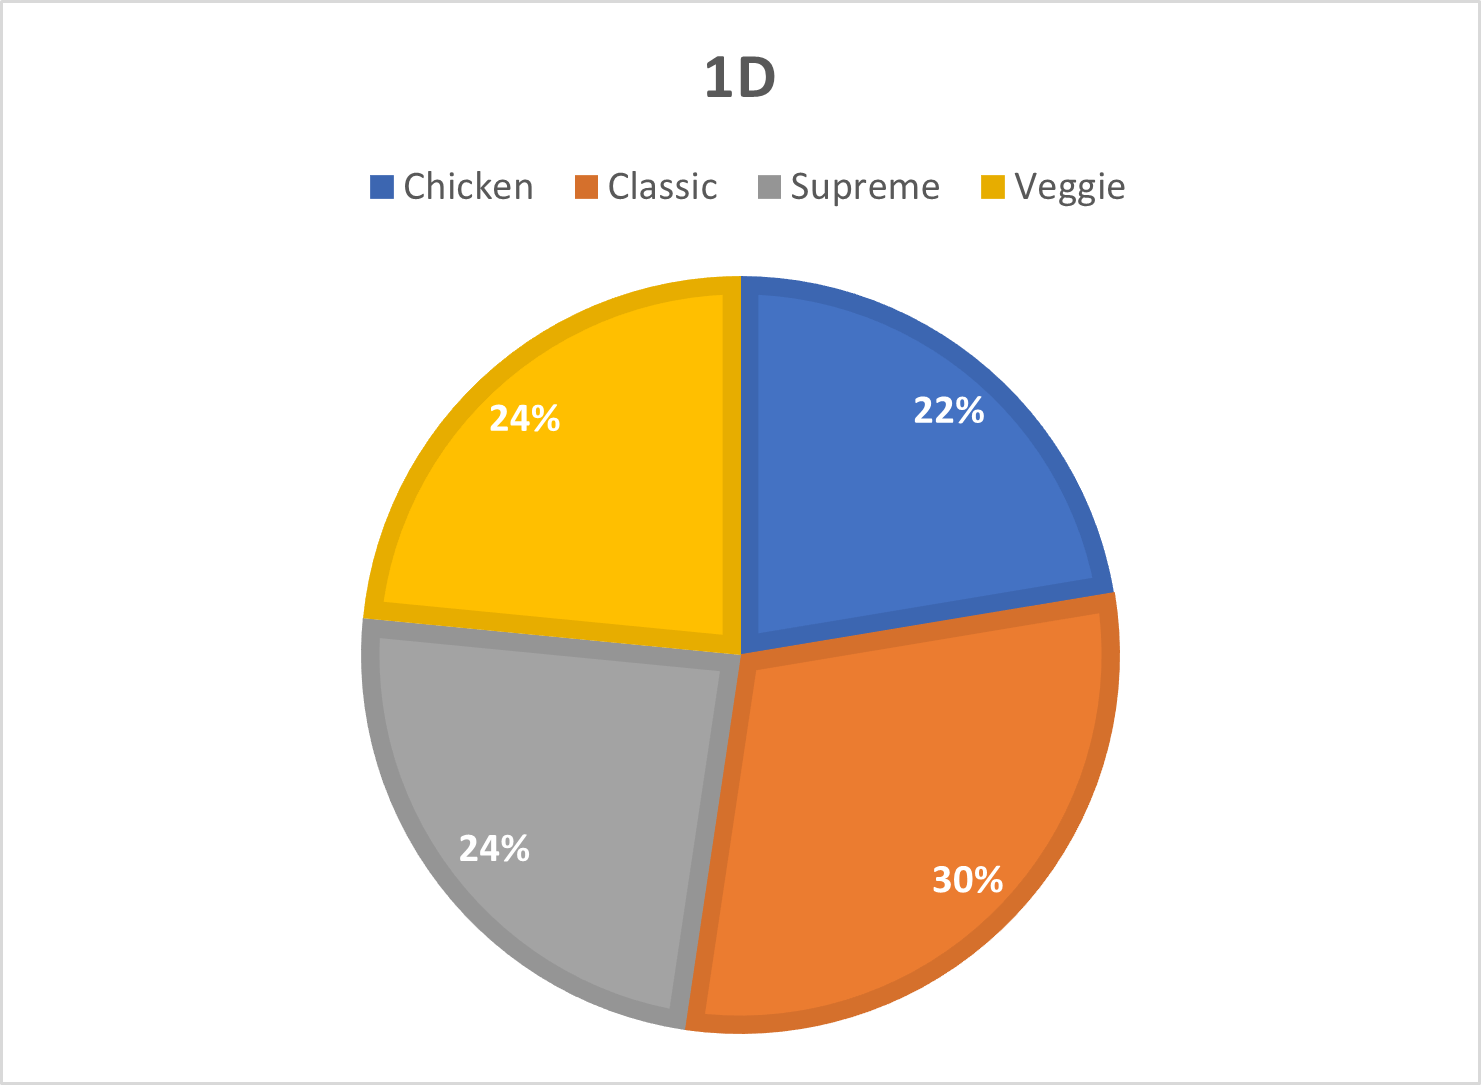 1D
Chicken Classic Supreme Veggie
24%
22%
24%
30%